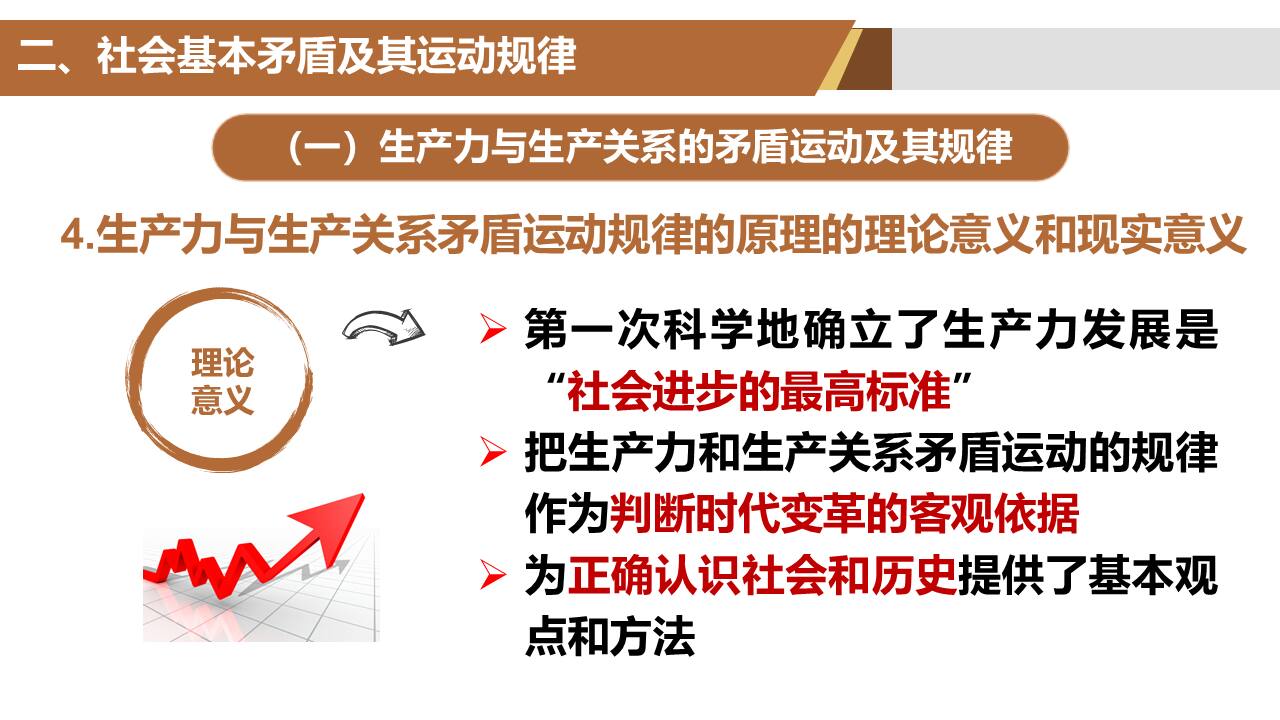 二、社会基本矛盾及其运动规律
（一）生产力与生产关系的矛盾运动及其规律
4.生产力与生产关系矛盾运动规律的原理的理论意义和现实意义
理论
意义
第一次科学地确立了生产力发展是
“社会进步的最高标准”
把生产力和生产关系矛盾运动的规律
作为判断时代变革的客观依据
为正确认识社会和历史提供了基本观
点和方法